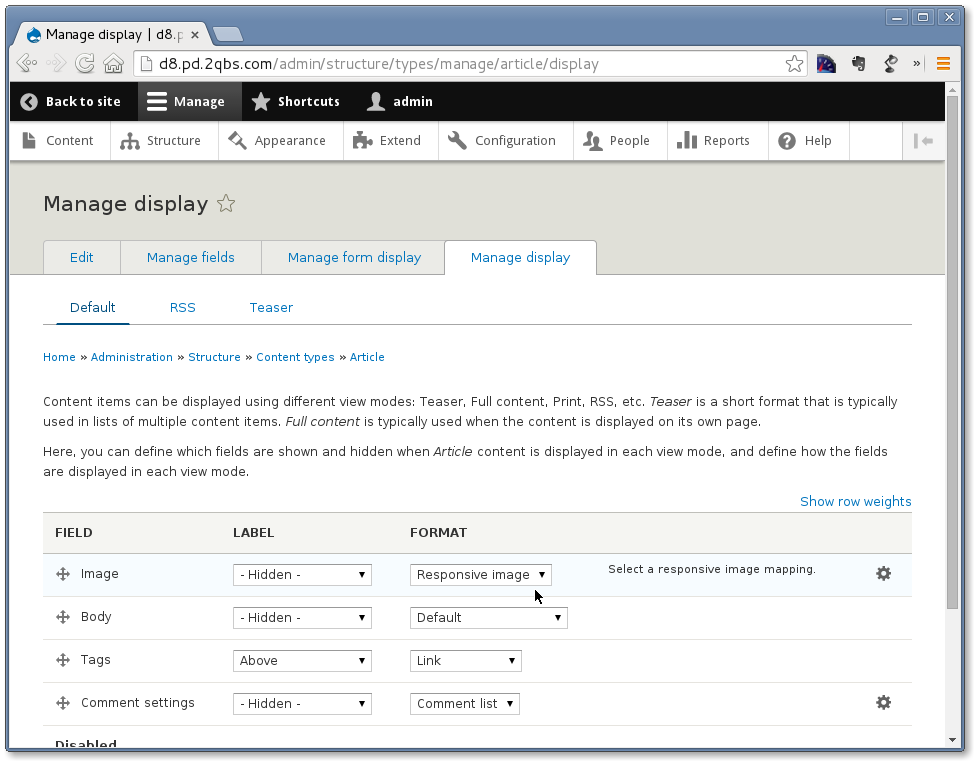 Manage display | d8.p
d8.pd.2qbs.com/admin/structure/types/manage/article/display
»
Back to site Manage Shortcuts admin
Content Structure Appearance Extend Configuration People Reports Help
Manage display
Edit Manage fields Manage form display Manage display
Default RSS Teaser
Home » Administration » Structure » Content types » Article
Content items can be displayed using different view modes: Teaser, Full content, Print, RSS, etc. Teaser is a short format that is typically
used in lists of multiple content items. Full content is typically used when the content is displayed on its own page.
Here, you can define which fields are shown and hidden when Article content is displayed in each view mode, and define how the fields
are displayed in each view mode.
Show row weights
FIELD LABEL FORMAT
Image - Hidden - Responsive image Select a responsive image mapping.
Body - Hidden - Default
Tags Above Link
Comment settings - Hidden - Comment list
Disabled